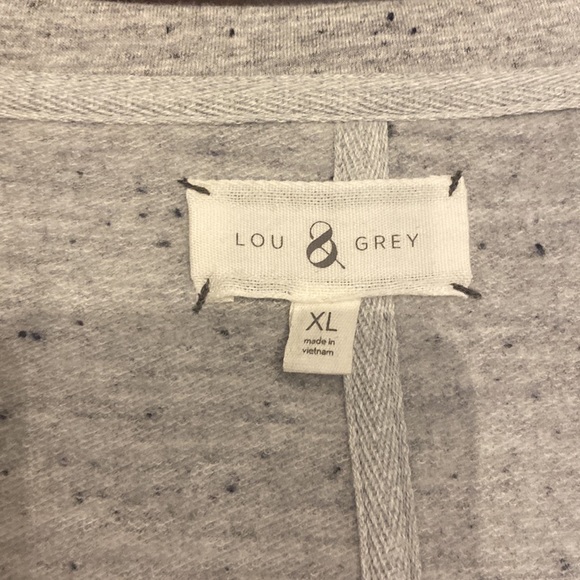 LOU & GREY
XL
made in
vietnam